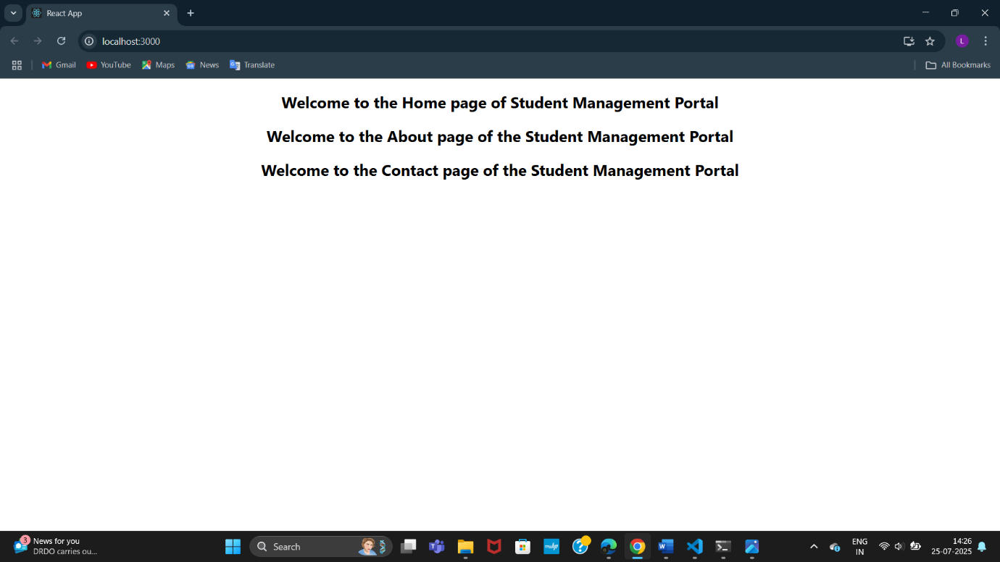 React App
localhost:3000
L
Gmail
YouTube
Maps
News
Translate
All Bookmarks
Welcome to the Home page of Student Management Portal
Welcome to the About page of the Student Management Portal
Welcome to the Contact page of the Student Management Portal
3
News for you
DRDO carries ou...
Search
myhp
ENG
IN
14:26
25-07-2025